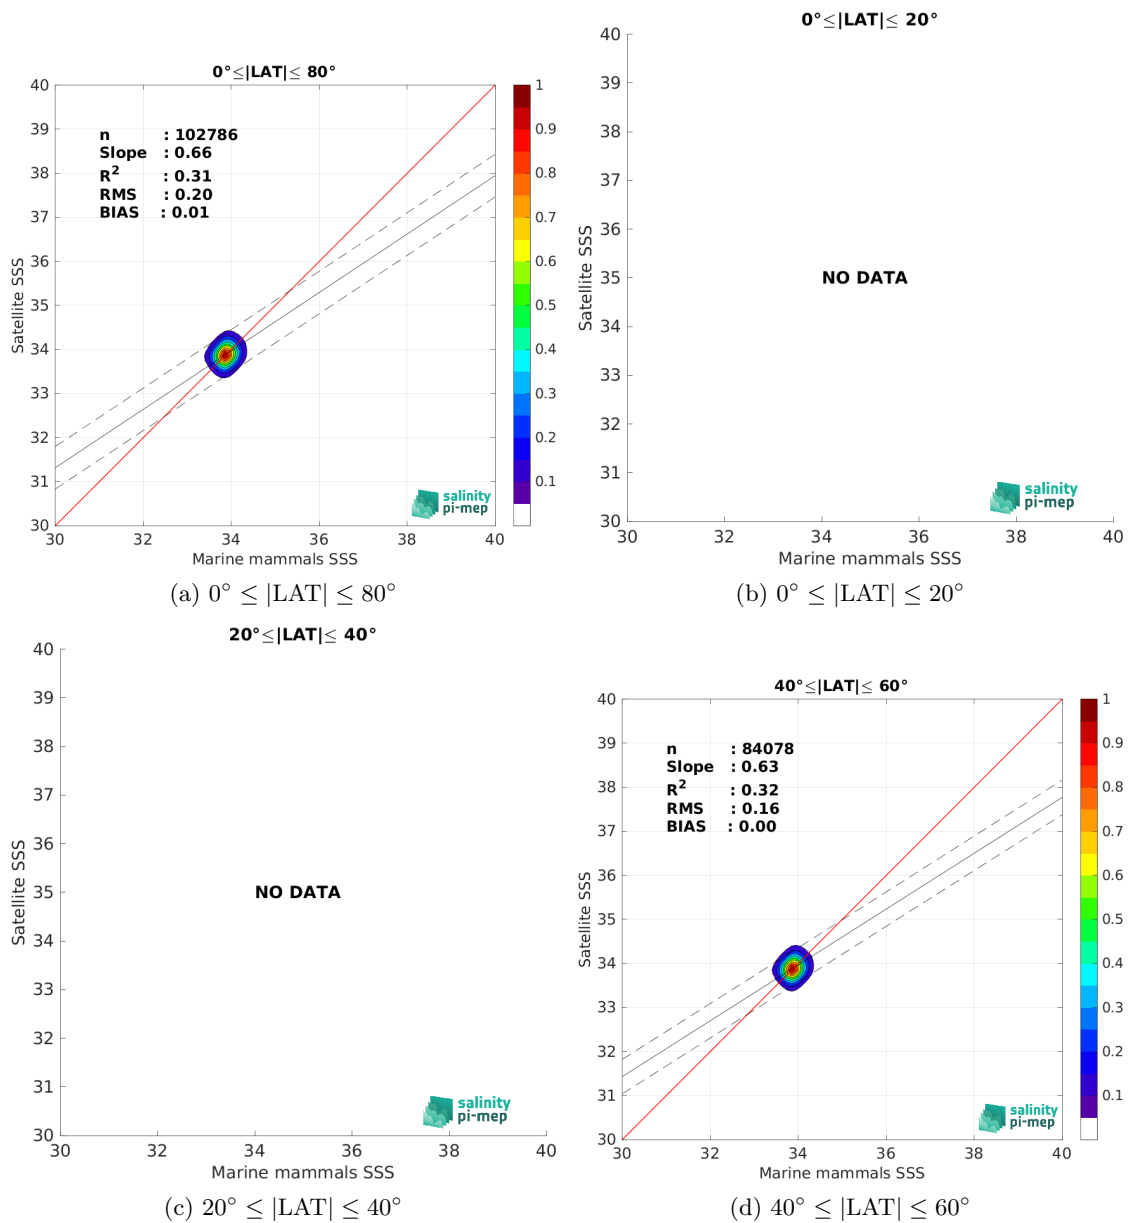 0°≤|LAT|≤ 80°
40
39
38
37
36
35
34
33
32
31
30
Satellite SSS
n : 102786
Slope : 0.66
R² : 0.31
RMS : 0.20
BIAS : 0.01
salinity
pi-mep
30 32 34 36 38 40
Marine mammals SSS
1
0.9
0.8
0.7
0.6
0.5
0.4
0.3
0.2
0.1
(a) 0° ≤ |LAT| ≤ 80°
0°≤|LAT|≤ 20°
40
39
38
37
36
35
34
33
32
31
30
Satellite SSS
NO DATA
salinity
pi-mep
30 32 34 36 38 40
Marine mammals SSS
(b) 0° ≤ |LAT| ≤ 20°
20°≤|LAT|≤ 40°
40
39
38
37
36
35
34
33
32
31
30
Satellite SSS
NO DATA
salinity
pi-mep
30 32 34 36 38 40
Marine mammals SSS
(c) 20° ≤ |LAT| ≤ 40°
40°≤|LAT|≤ 60°
40
39
38
37
36
35
34
33
32
31
30
Satellite SSS
n : 84078
Slope : 0.63
R² : 0.32
RMS : 0.16
BIAS : 0.00
salinity
pi-mep
30 32 34 36 38 40
Marine mammals SSS
1
0.9
0.8
0.7
0.6
0.5
0.4
0.3
0.2
0.1
(d) 40° ≤ |LAT| ≤ 60°